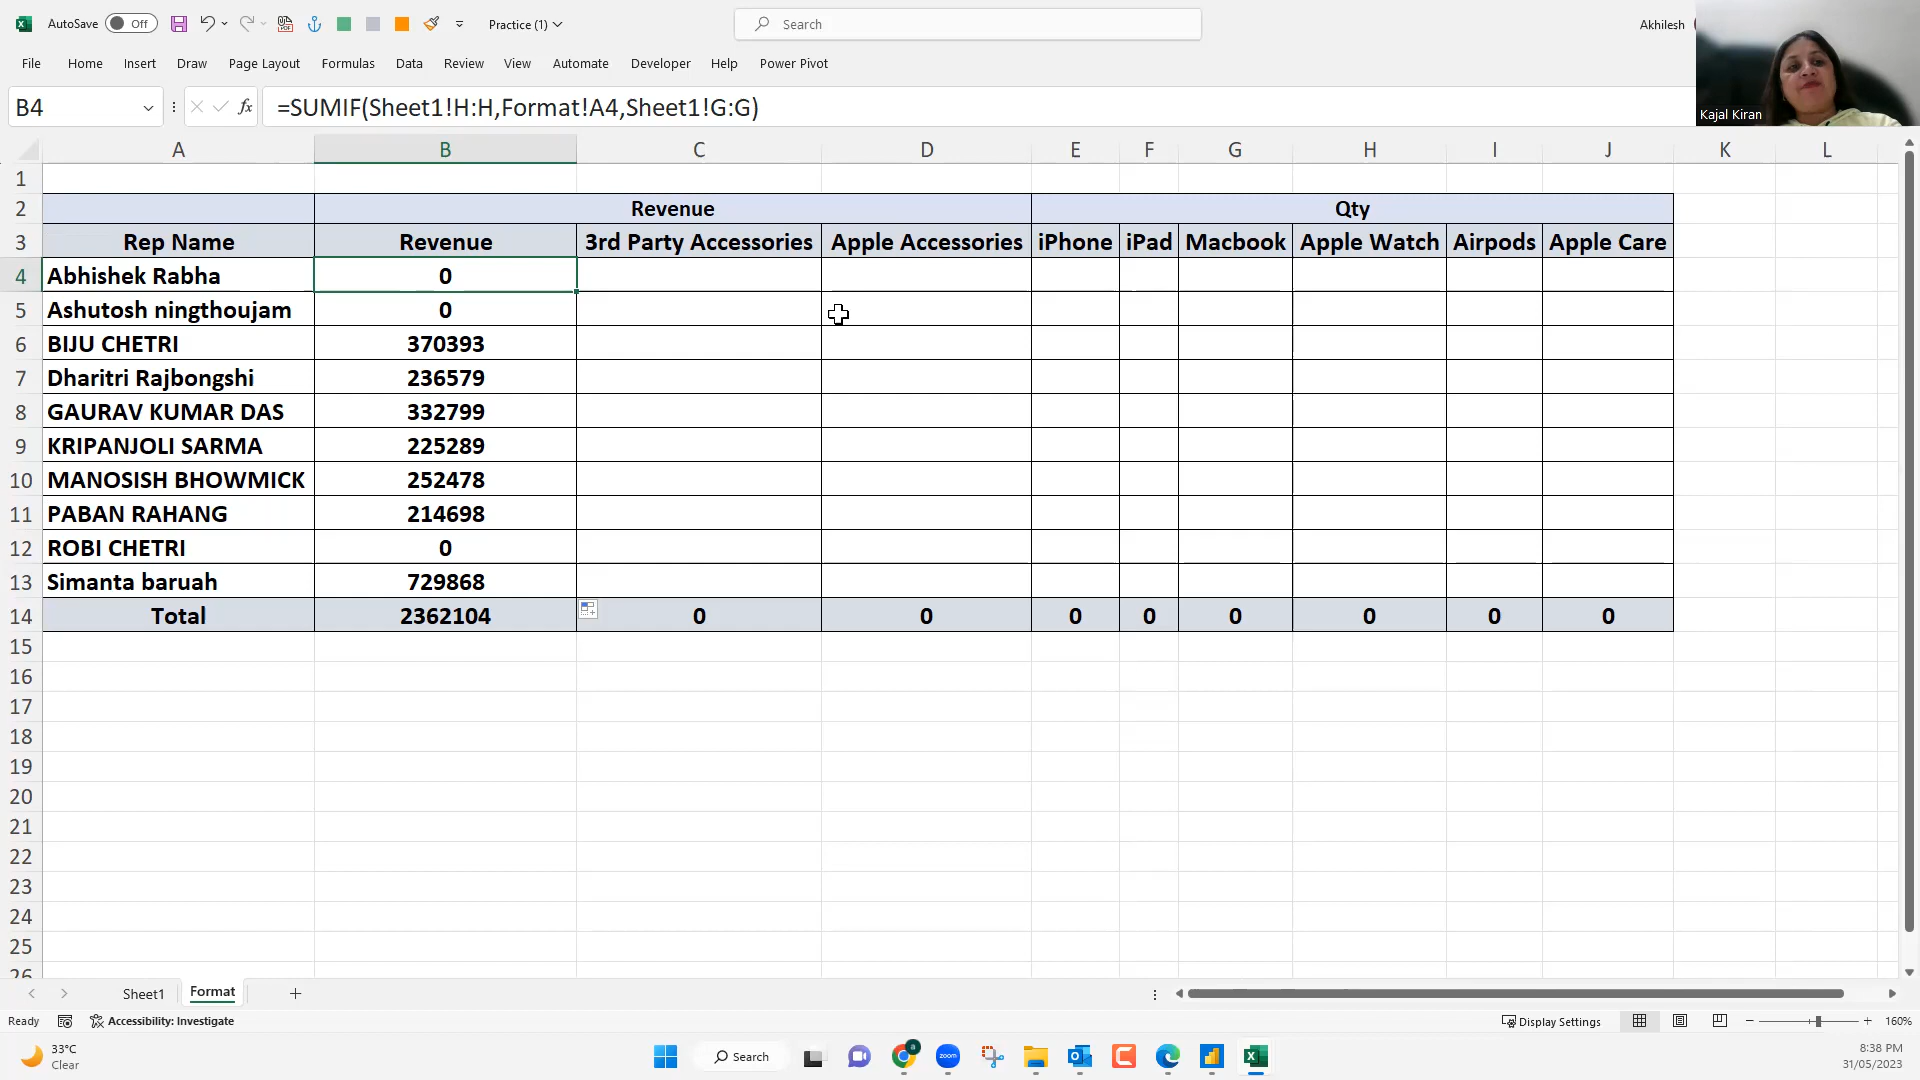 AutoSave Off Practice (1) Search Akhilesh
File Home Insert Draw Page Layout Formulas Data Review View Automate Developer Help Power Pivot
B4 fx =SUMIF(Sheet1!H:H,Format!A4,Sheet1!G:G)
Kajal Kiran
A B C D E F G H I J K L
1
2 Revenue Qty
3 Rep Name Revenue 3rd Party Accessories Apple Accessories iPhone iPad Macbook Apple Watch Airpods Apple Care
4 Abhishek Rabha 0
5 Ashutosh ningthoujam 0
6 BIJU CHETRI 370393
7 Dharitri Rajbongshi 236579
8 GAURAV KUMAR DAS 332799
9 KRIPANJOLI SARMA 225289
10 MANOSISH BHOWMICK 252478
11 PABAN RAHANG 214698
12 ROBI CHETRI 0
13 Simanta baruah 729868
14 Total 2362104 0 0 0 0 0 0 0 0
15
16
17
18
19
20
21
22
23
24
25
26
Sheet1 Format
Ready Accessibility: Investigate Display Settings 160%
33°C
Clear
Search
zoom
8:38 PM
31/05/2023